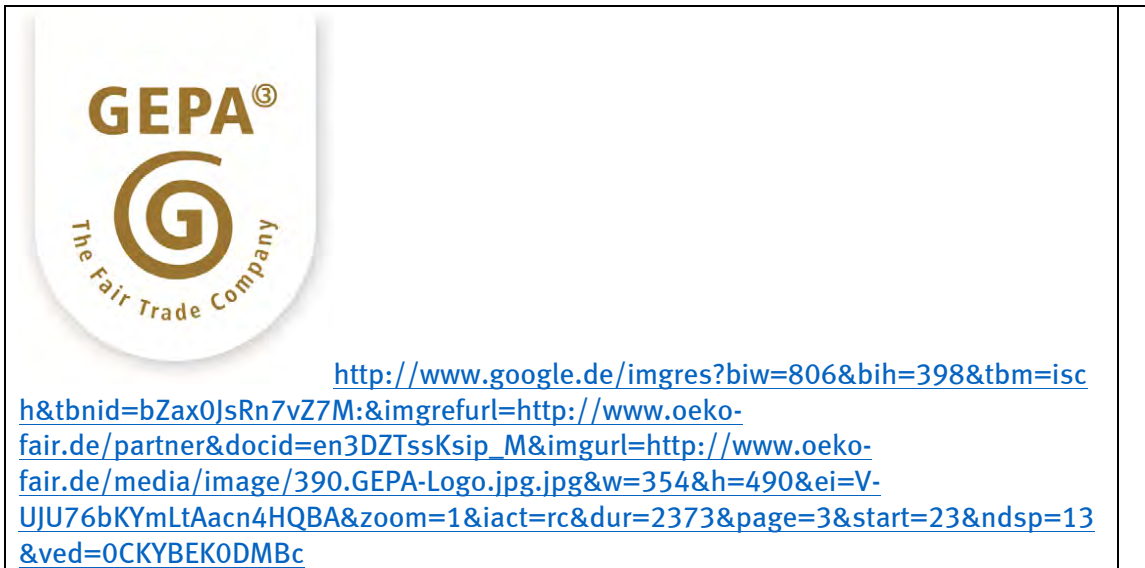 GEPA③
G
The Fair Trade Company
http://www.google.de/imgres?biw=806&bih=398&tbm=isc
h&tbnid=bZax0JsRn7vZ7M:&imgrefurl=http://www.oeko-
fair.de/partner&docid=en3DZTssKsip_M&imgurl=http://www.oeko-
fair.de/media/image/390.GEPA-Logo.jpg.jpg&w=354&h=490&ei=V-
UJU76bKYmLtAacn4HQBA&zoom=1&iact=rc&dur=2373&page=3&start=23&ndsp=13
&ved=0CKYBEK0DMBc